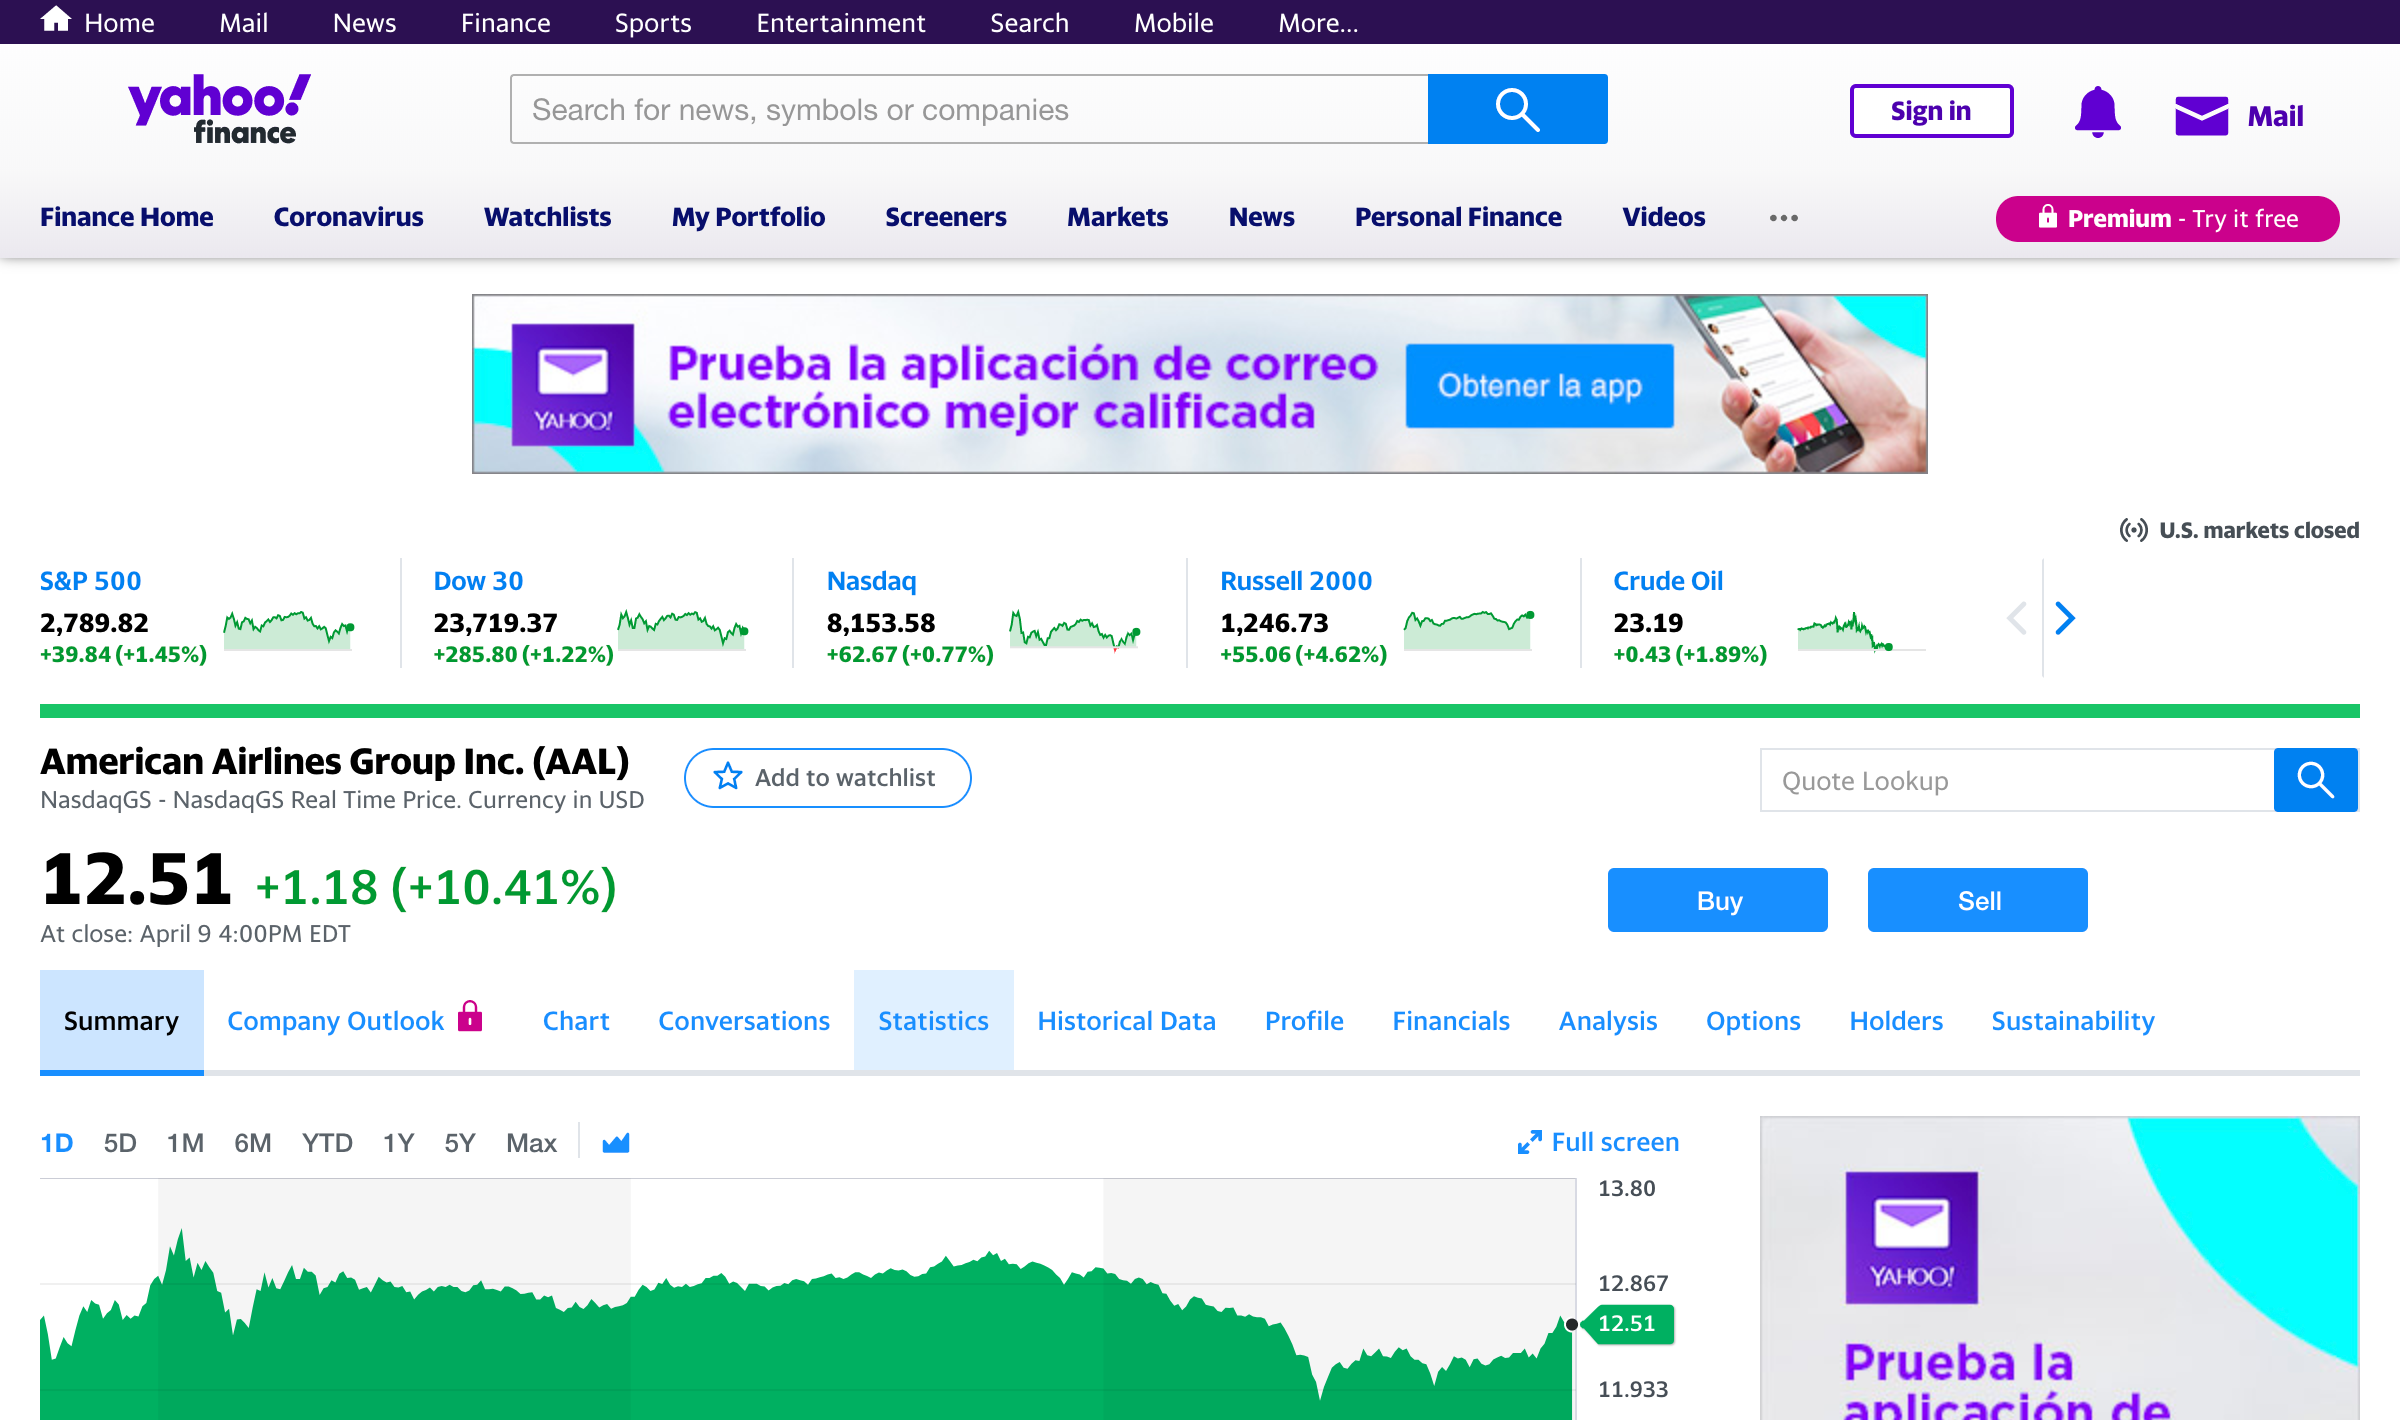 Home Mail News Finance Sports Entertainment Search Mobile More...
yahoo!
finance
Search for news, symbols or companies
Sign in
Mail
Finance Home Coronavirus Watchlists My Portfolio Screeners Markets News Personal Finance Videos
Premium - Try it free
YAHOO!
Prueba la aplicación de correo
electrónico mejor calificada
Obtener la app
U.S. markets closed
S&P 500
2,789.82
+39.84 (+1.45%)
Dow 30
23,719.37
+285.80 (+1.22%)
Nasdaq
8,153.58
+62.67 (+0.77%)
Russell 2000
1,246.73
+55.06 (+4.62%)
Crude Oil
23.19
+0.43 (+1.89%)
American Airlines Group Inc. (AAL)
NasdaqGS - NasdaqGS Real Time Price. Currency in USD
Add to watchlist
Quote Lookup
12.51 +1.18 (+10.41%)
At close: April 9 4:00PM EDT
Buy
Sell
Summary Company Outlook Chart Conversations Statistics Historical Data Profile Financials Analysis Options Holders Sustainability
1D 5D 1M 6M YTD 1Y 5Y Max
Full screen
13.80
12.867
12.51
11.933
YAHOO!
Prueba la
aplicación de